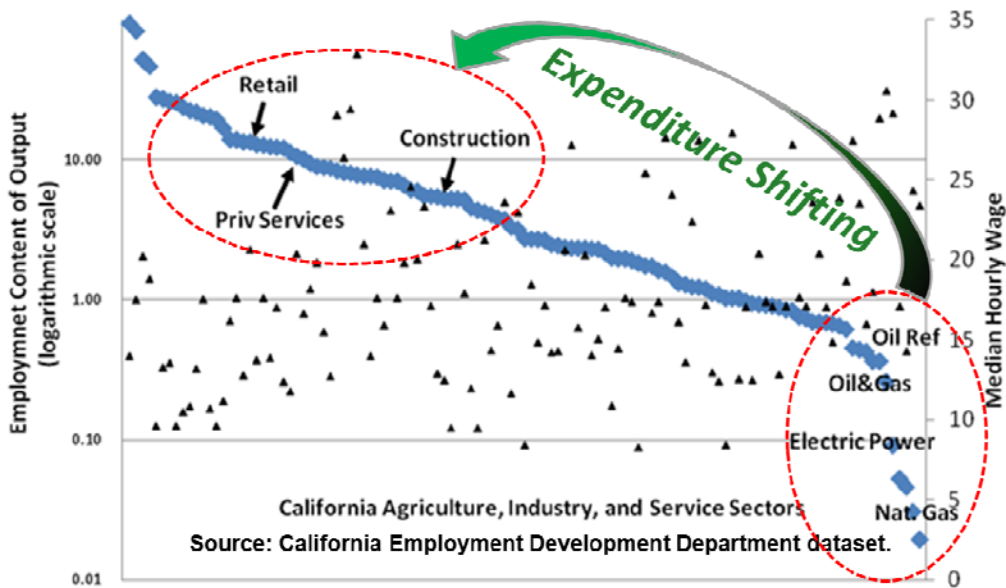 Employmnet Content of Output
(logarithmic scale)
10.00
1.00
0.10
0.01
Retail
Construction
Priv Services
Expenditure Shifting
Oil Ref
Oil&Gas
Electric Power
Nat. Gas
California Agriculture, Industry, and Service Sectors
Source: California Employment Development Department dataset.
35
30
25
20
15
10
5
0
Median Hourly Wage